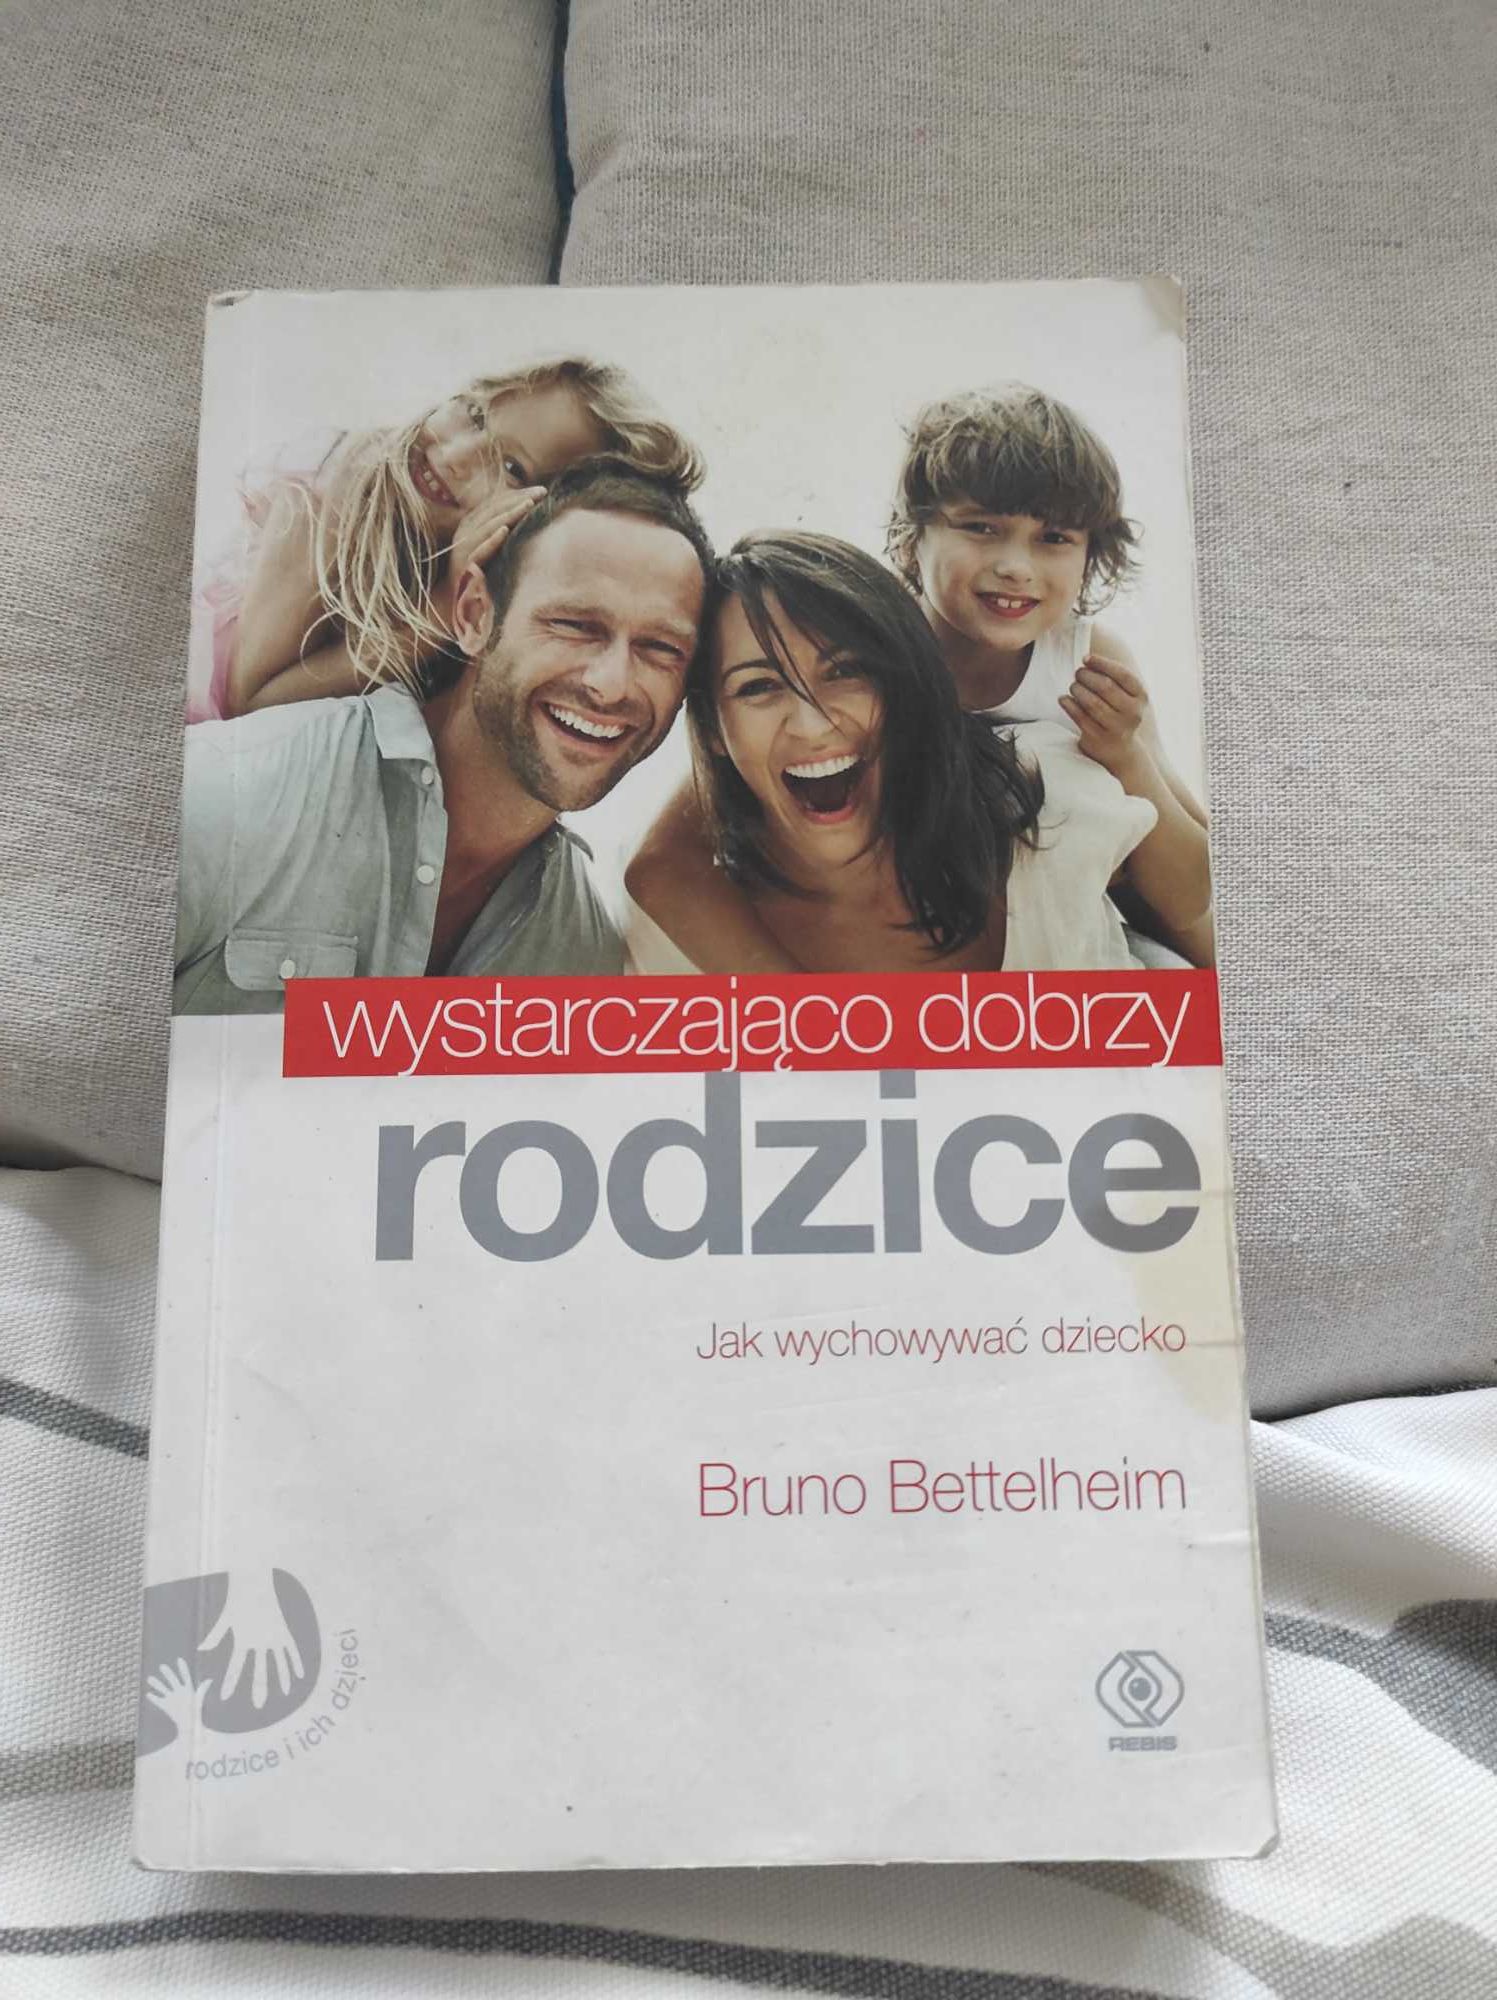 wystarczająco dobrzy
rodzice
Jak wychowywać dziecko
Bruno Bettelheim
rodzice i ich dzieci
REBIS